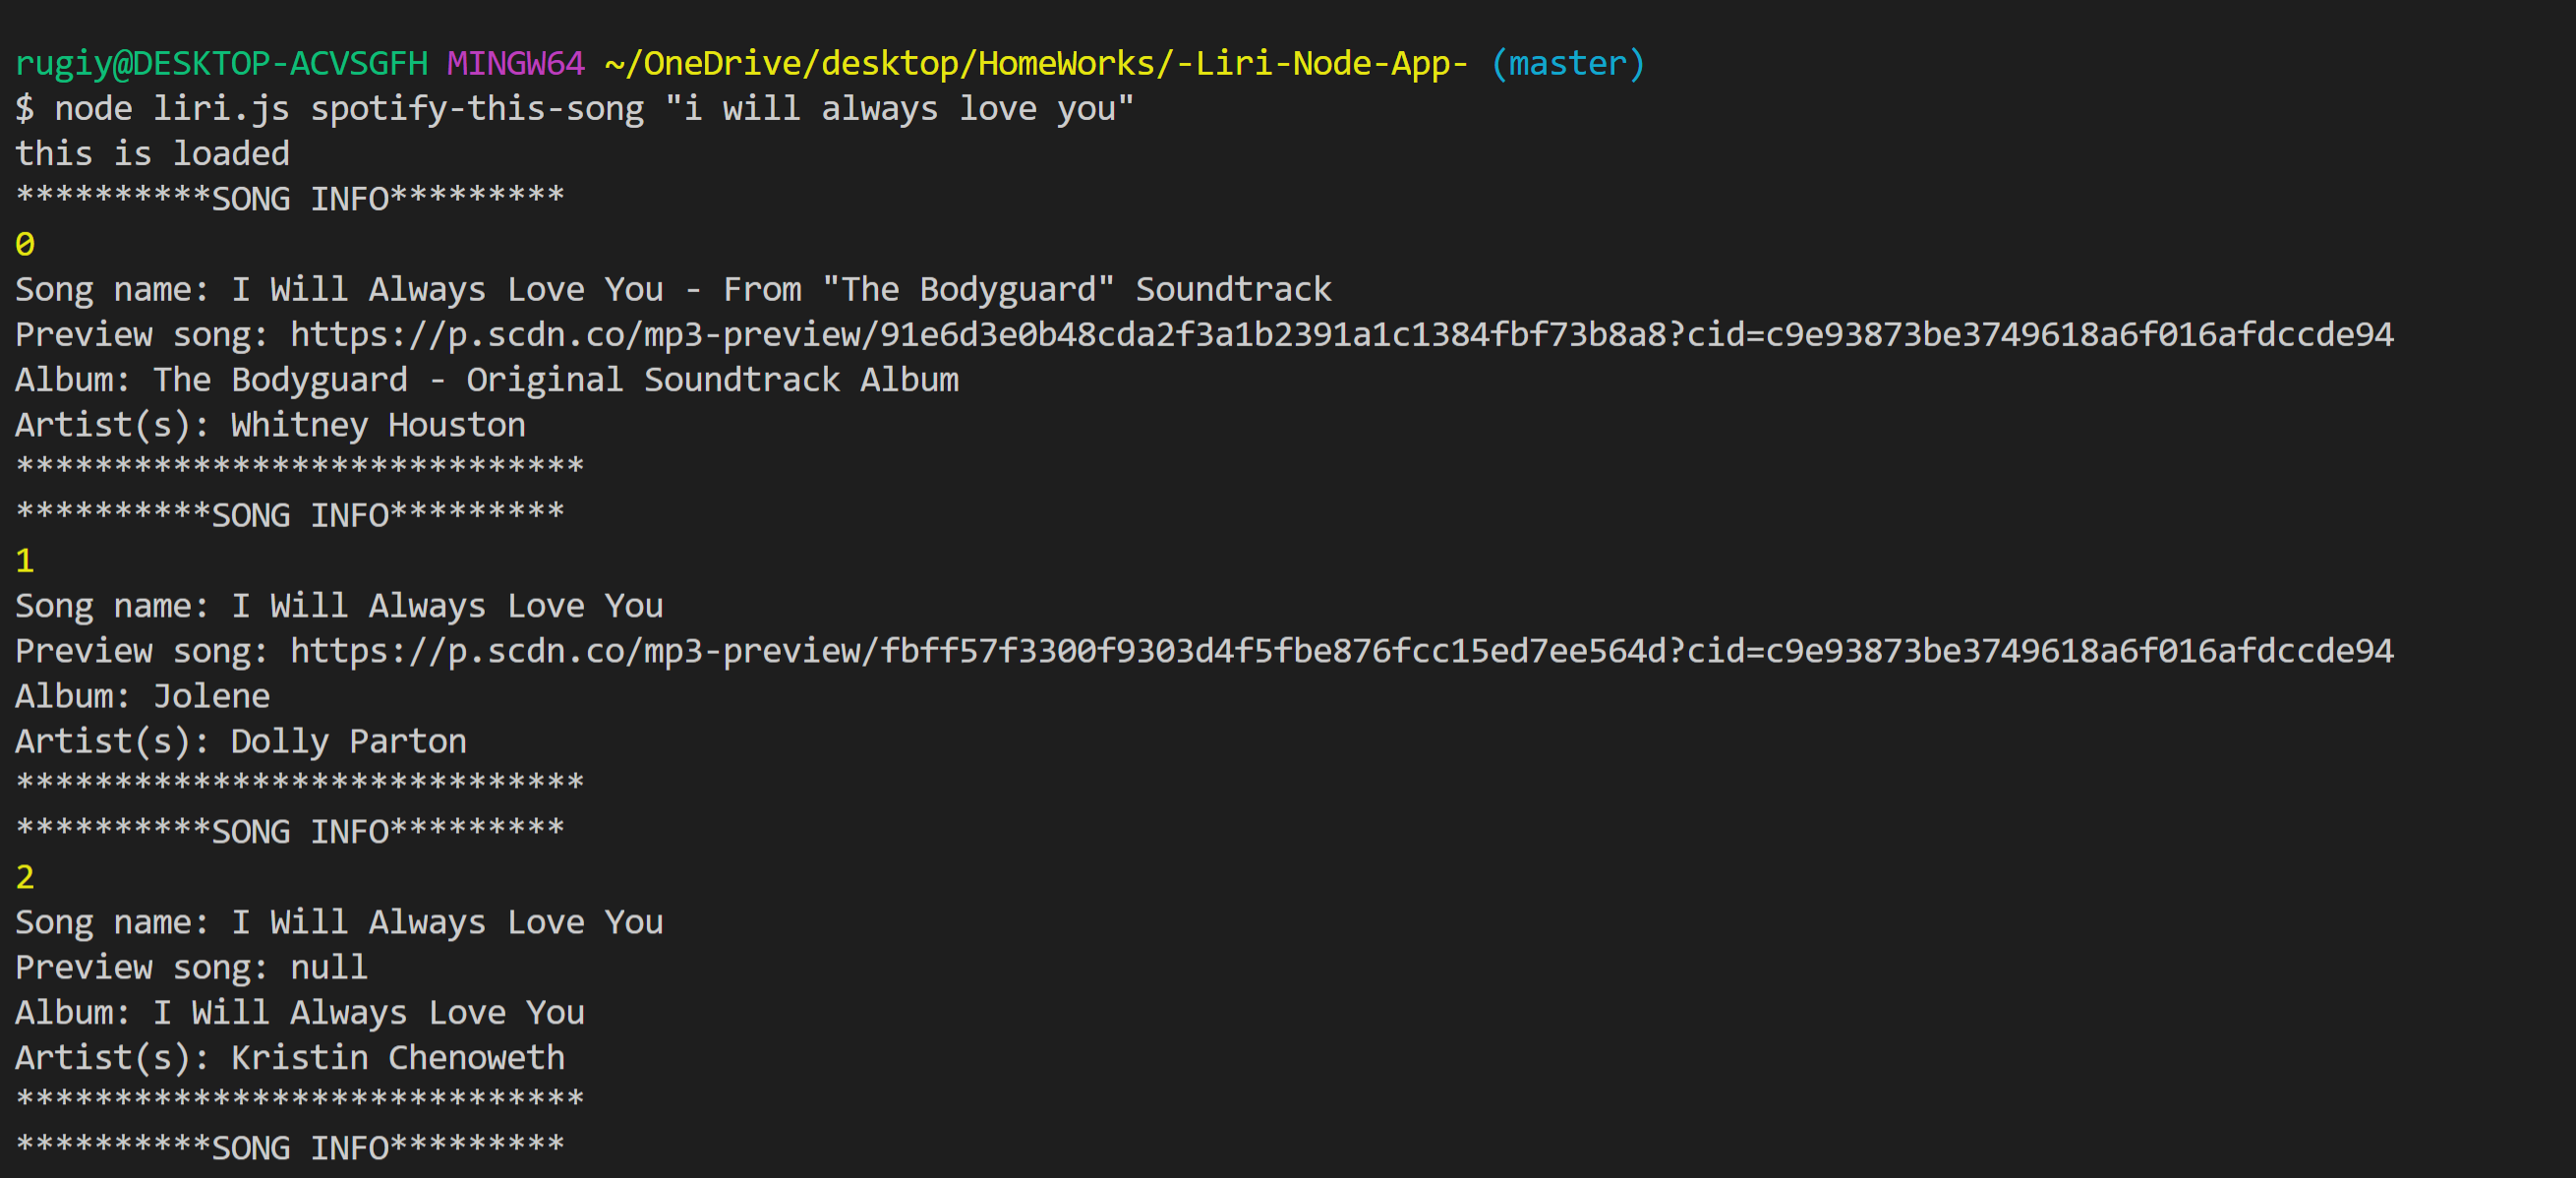 rugiy@DESKTOP-ACVSGFH MINGW64 ~/OneDrive/desktop/HomeWorks/-Liri-Node-App- (master)
$ node liri.js spotify-this-song "i will always love you"
this is loaded
**********SONG INFO*********
0
Song name: I Will Always Love You - From "The Bodyguard" Soundtrack
Preview song: https://p.scdn.co/mp3-preview/91e6d3e0b48cda2f3a1b2391a1c1384fbf73b8a8?cid=c9e93873be3749618a6f016afdccde94
Album: The Bodyguard - Original Soundtrack Album
Artist(s): Whitney Houston
*****************************
**********SONG INFO*********
1
Song name: I Will Always Love You
Preview song: https://p.scdn.co/mp3-preview/fbff57f3300f9303d4f5fbe876fcc15ed7ee564d?cid=c9e93873be3749618a6f016afdccde94
Album: Jolene
Artist(s): Dolly Parton
*****************************
**********SONG INFO*********
2
Song name: I Will Always Love You
Preview song: null
Album: I Will Always Love You
Artist(s): Kristin Chenoweth
*****************************
**********SONG INFO*********